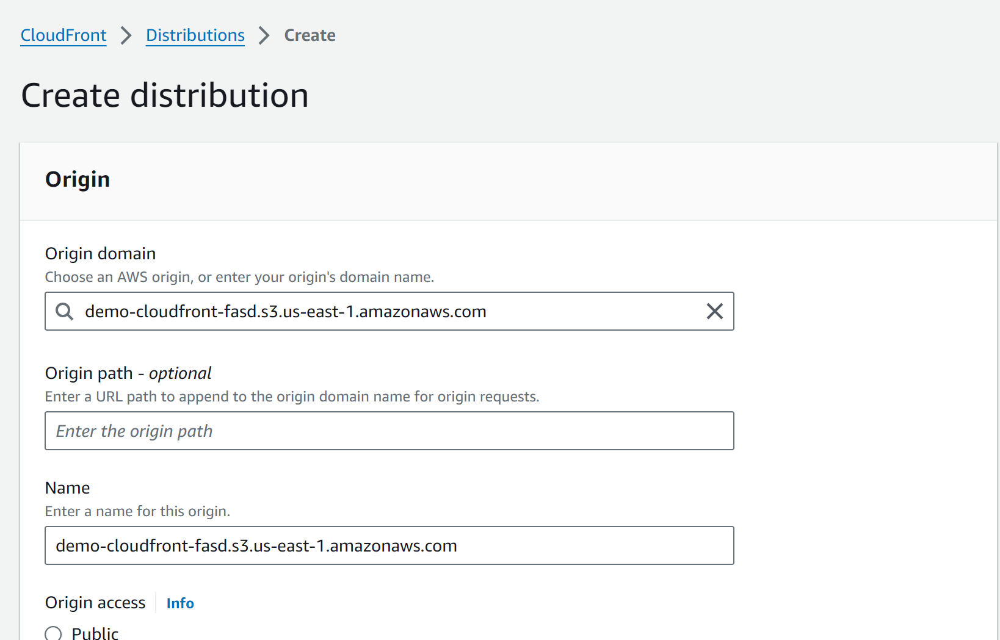 CloudFront > Distributions > Create
Create distribution
Origin
Origin domain
Choose an AWS origin, or enter your origin's domain name.
demo-cloudfront-fasd.s3.us-east-1.amazonaws.com
Origin path - optional
Enter a URL path to append to the origin domain name for origin requests.
Enter the origin path
Name
Enter a name for this origin.
demo-cloudfront-fasd.s3.us-east-1.amazonaws.com
Origin access Info
Public